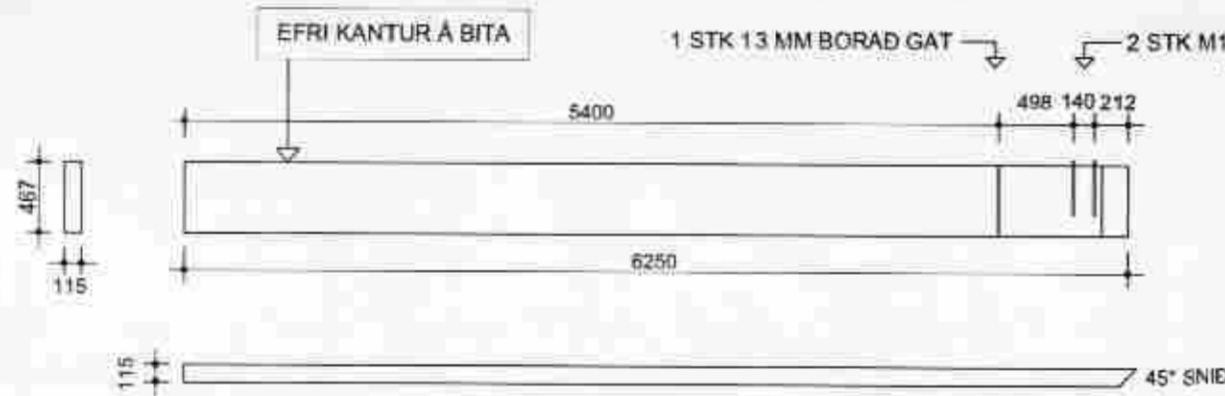 EFRI KANTUR Á BITA
1 STK 13 MM BORAÐ GAT
2 STK M1
5400
498 140 212
467
115
6250
115
45° SNIÐ